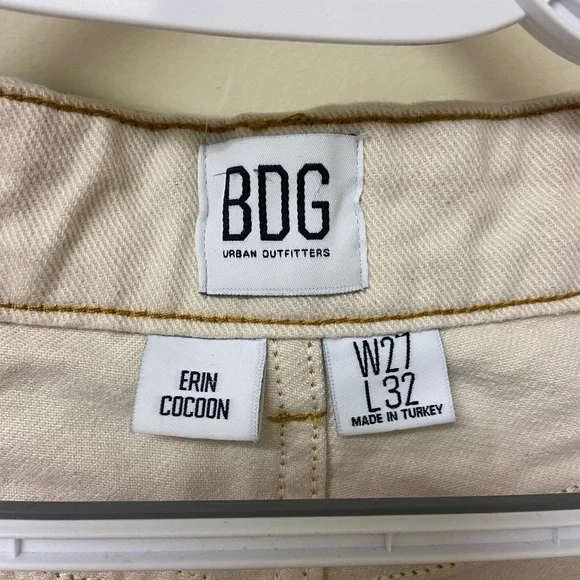 BDG
URBAN OUTFITTERS
ERIN
COCOON
W27
L32
MADE IN TURKEY